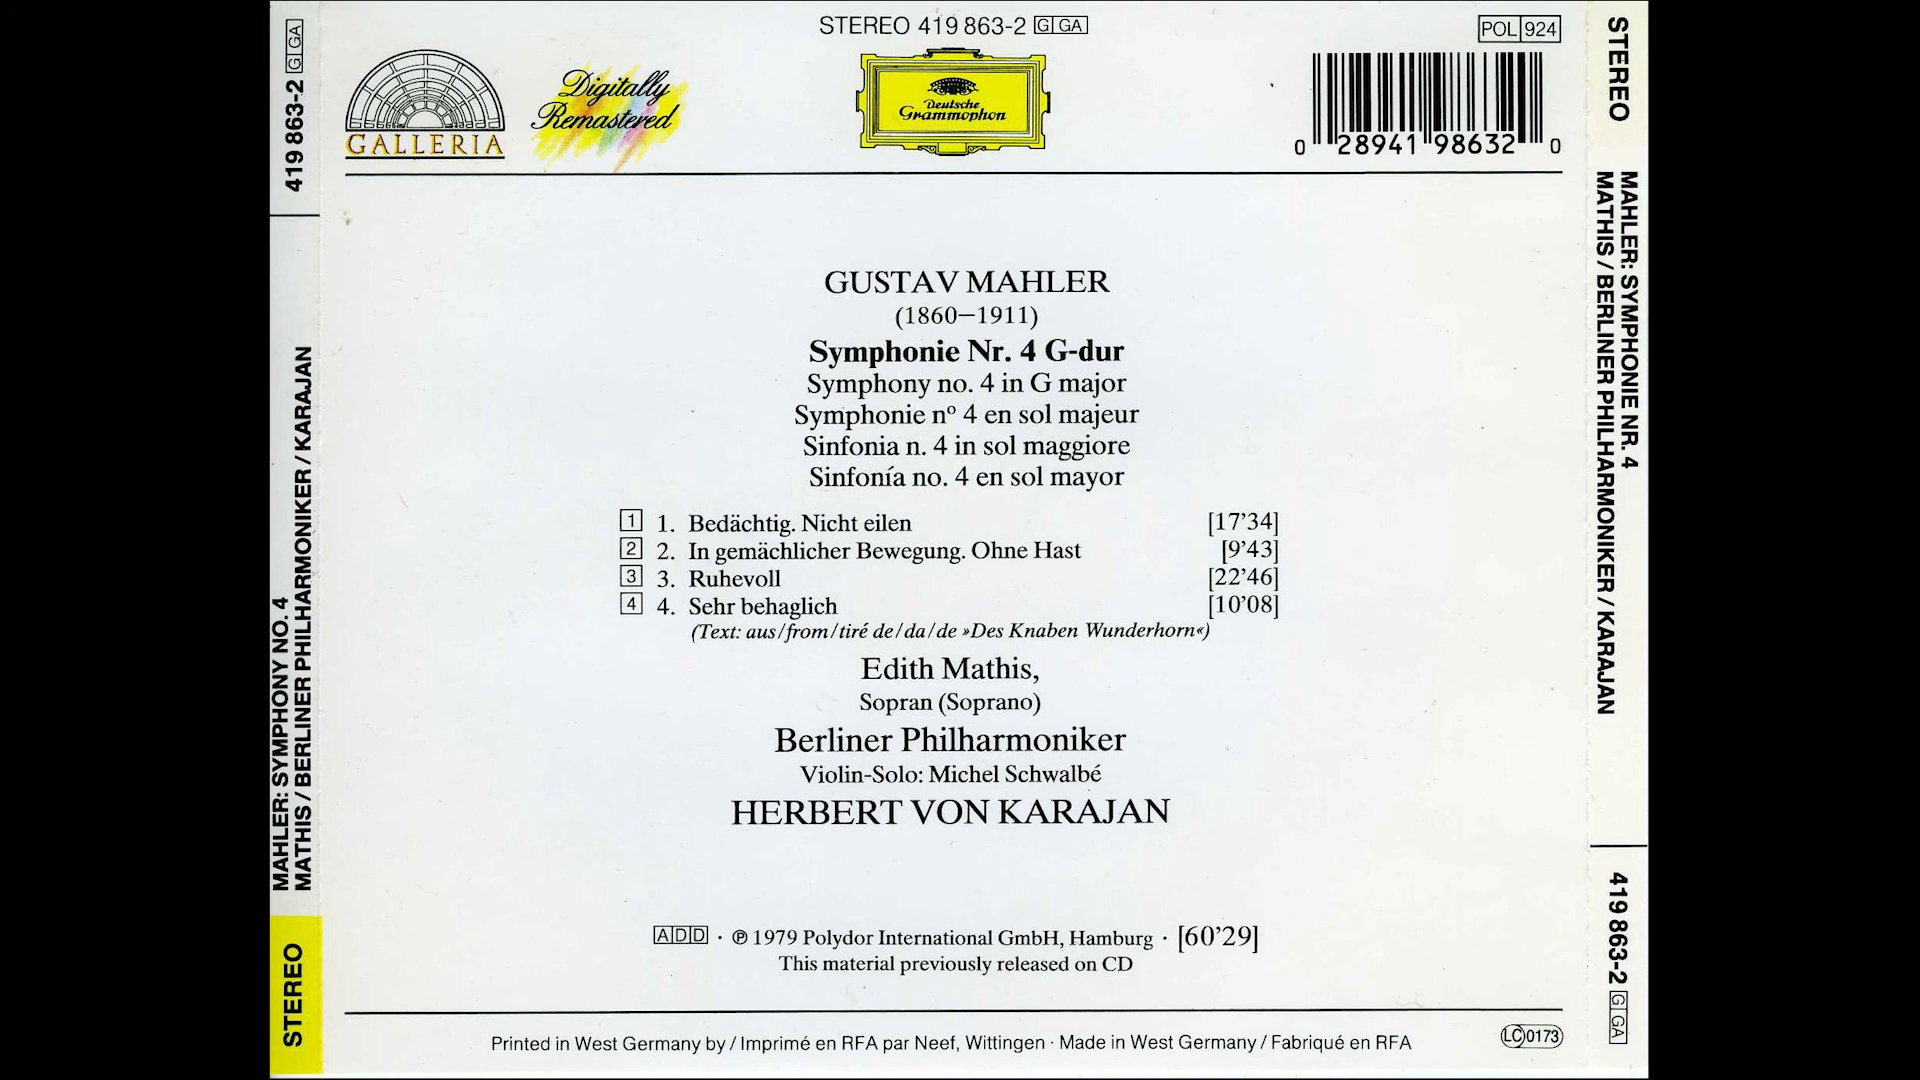 STEREO 419 863-2 G GA
POL 924
GALLERIA
Digitally
Remastered
Deutsche
Grammophon
0 28941 98632 0
GUSTAV MAHLER
(1860–1911)
Symphonie Nr. 4 G-dur
Symphony no. 4 in G major
Symphonie nº 4 en sol majeur
Sinfonia n. 4 in sol maggiore
Sinfonía no. 4 en sol mayor
1 1. Bedächtig. Nicht eilen [17’34]
2 2. In gemächlicher Bewegung. Ohne Hast [9’43]
3 3. Ruhevoll [22’46]
4 4. Sehr behaglich [10’08]
(Text: aus/from/tiré de/da/de »Des Knaben Wunderhorn«)
Edith Mathis,
Sopran (Soprano)
Berliner Philharmoniker
Violin-Solo: Michel Schwalbé
HERBERT VON KARAJAN
ADD · ℗ 1979 Polydor International GmbH, Hamburg · [60’29]
This material previously released on CD
Printed in West Germany by / Imprimé en RFA par Neef, Wittingen · Made in West Germany / Fabriqué en RFA
LC 0173
STEREO
MAHLER: SYMPHONY NO. 4
MATHIS / BERLINER PHILHARMONIKER / KARAJAN
419 863-2 G GA
STEREO
MAHLER: SYMPHONIE NR. 4
MATHIS / BERLINER PHILHARMONIKER / KARAJAN
419 863-2 G GA